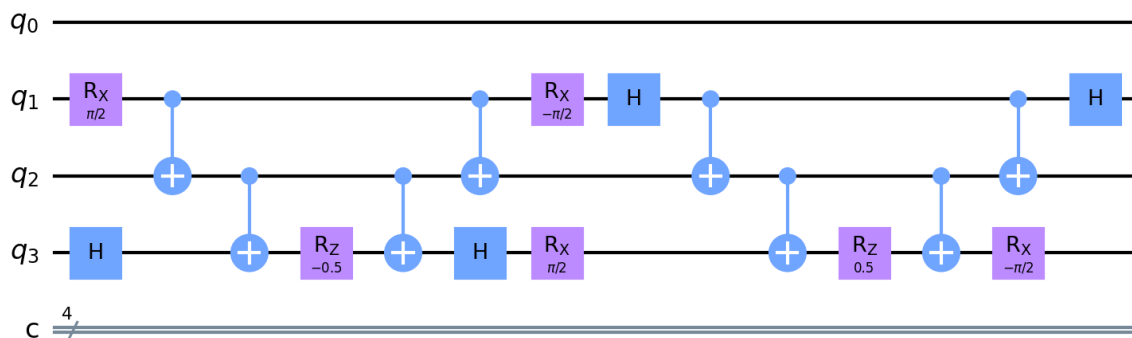 q0
q1 RX π/2 RX −π/2 H H
q2
q3 H RZ −0.5 H RX π/2 RZ 0.5 RX −π/2
4
c